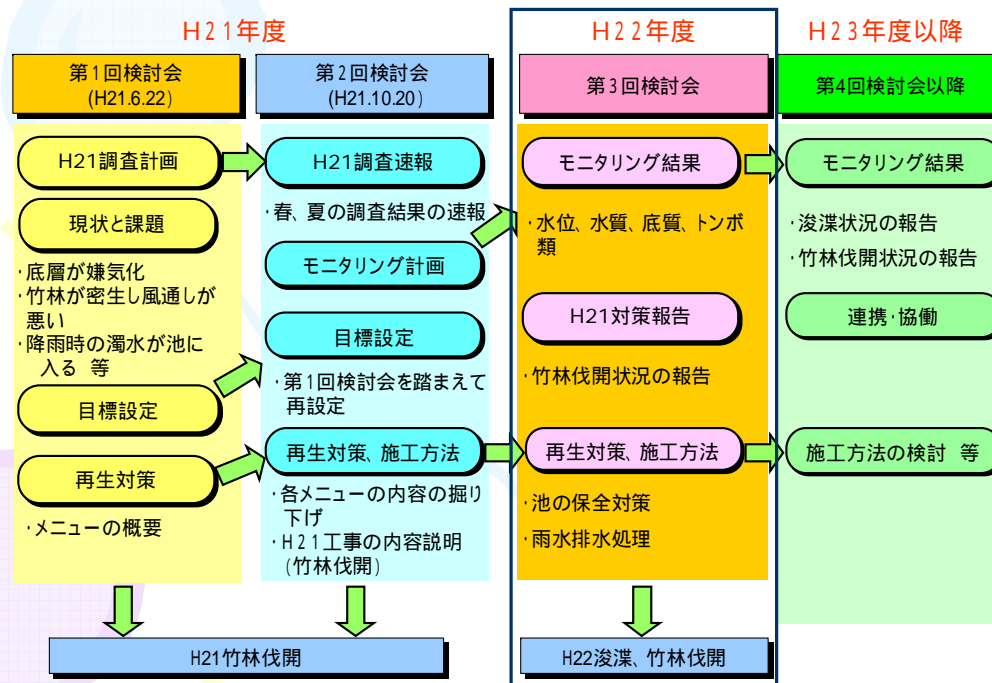 H21年度
H22年度
H23年度以降
第1回検討会
(H21.6.22)
第2回検討会
(H21.10.20)
第3回検討会
第4回検討会以降
H21調査計画
現状と課題
・底層が嫌気化
・竹林が密生し風通しが
悪い
・降雨時の濁水が池に
入る 等
目標設定
再生対策
・メニューの概要
H21調査速報
・春、夏の調査結果の速報
モニタリング計画
目標設定
・第1回検討会を踏まえて
再設定
再生対策、施工方法
・各メニューの内容の掘り
下げ
・H21工事の内容説明
(竹林伐開)
モニタリング結果
・水位、水質、底質、トンボ
類
H21対策報告
・竹林伐開状況の報告
再生対策、施工方法
・池の保全対策
・雨水排水処理
モニタリング結果
・浚渫状況の報告
・竹林伐開状況の報告
連携・協働
施工方法の検討 等
H21竹林伐開
H22浚渫、竹林伐開